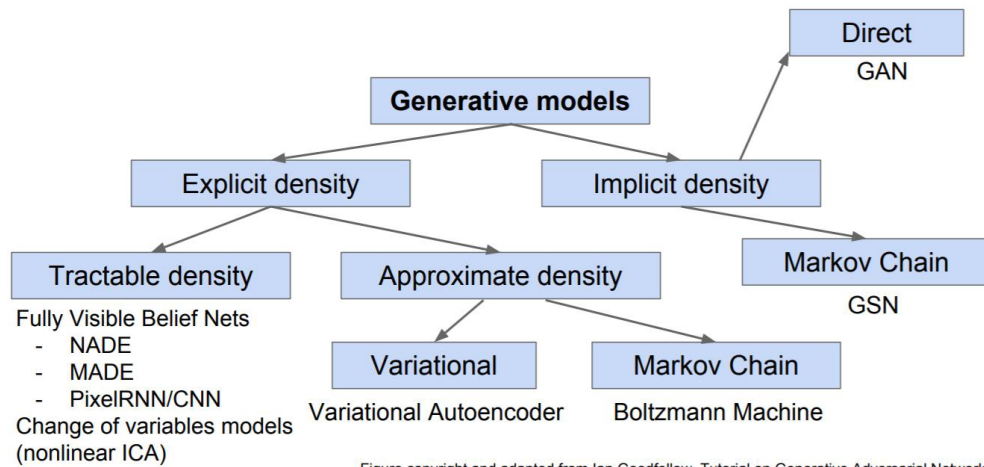 Direct
GAN
Generative models
Explicit density
Implicit density
Tractable density
Approximate density
Markov Chain
GSN
Fully Visible Belief Nets
- NADE
- MADE
- PixelRNN/CNN
Change of variables models
(nonlinear ICA)
Variational
Variational Autoencoder
Markov Chain
Boltzmann Machine
Figure copyright and adapted from Ian Goodfellow, Tutorial on Generative Adversarial Network